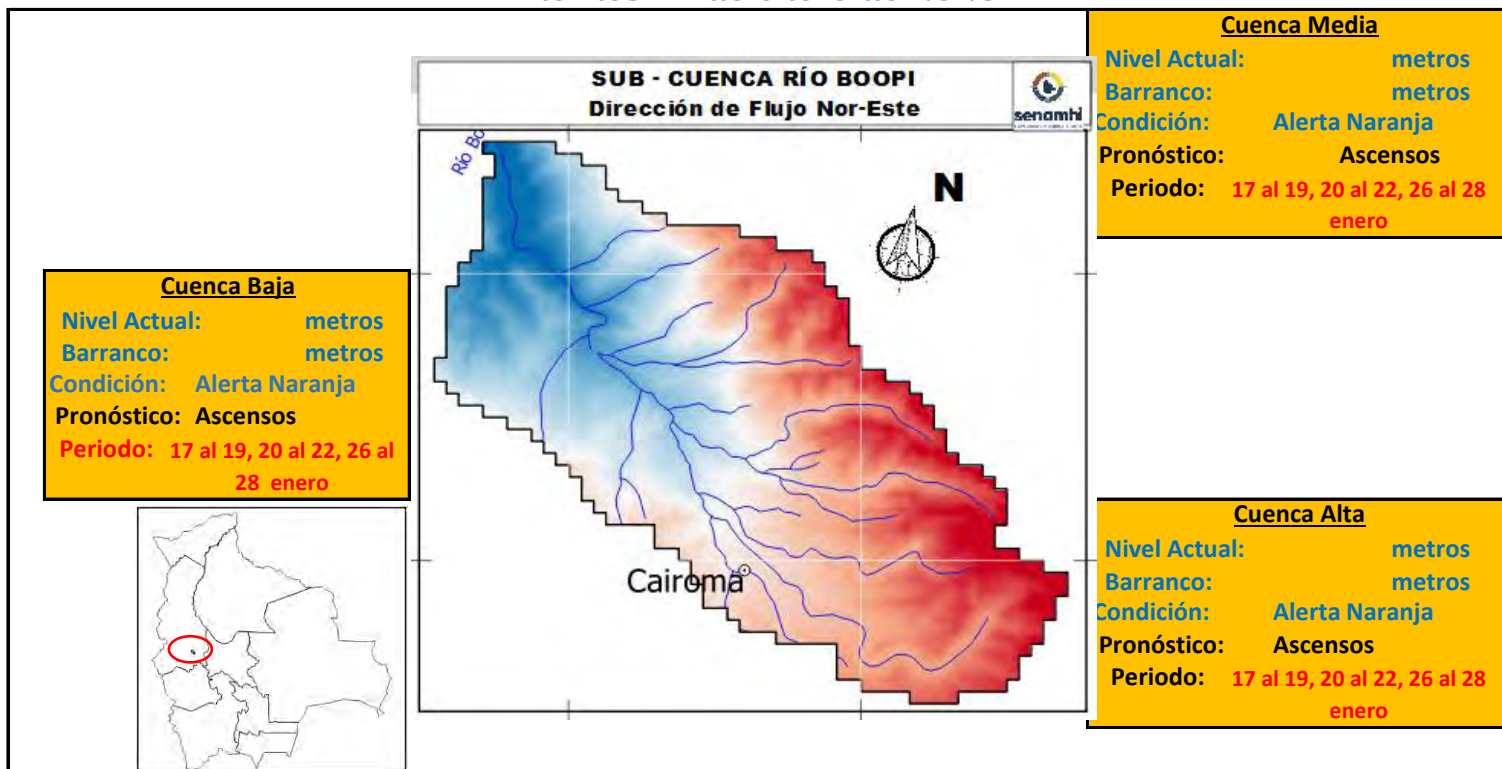 SUB - CUENCA RÍO BOOPI
Dirección de Flujo Nor-Este
senamhi
Río Bo
N
Cairoma
Cuenca Media
Nivel Actual: metros
Barranco: metros
Condición: Alerta Naranja
Pronóstico: Ascensos
Periodo: 17 al 19, 20 al 22, 26 al 28
enero
Cuenca Baja
Nivel Actual: metros
Barranco: metros
Condición: Alerta Naranja
Pronóstico: Ascensos
Periodo: 17 al 19, 20 al 22, 26 al
28 enero
Cuenca Alta
Nivel Actual: metros
Barranco: metros
Condición: Alerta Naranja
Pronóstico: Ascensos
Periodo: 17 al 19, 20 al 22, 26 al 28
enero